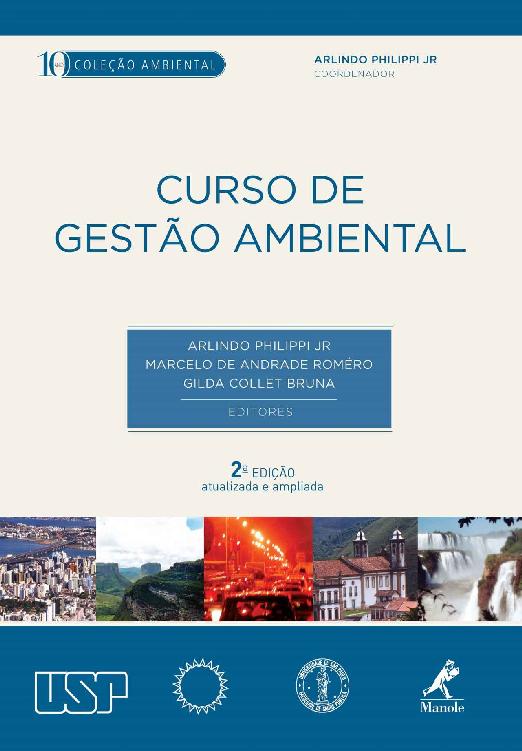 10 ANOS COLEÇÃO AMBIENTAL
ARLINDO PHILIPPI JR
COORDENADOR
CURSO DE
GESTÃO AMBIENTAL
ARLINDO PHILIPPI JR
MARCELO DE ANDRADE ROMÉRO
GILDA COLLET BRUNA
EDITORES
2ª EDIÇÃO
atualizada e ampliada
USP
Manole